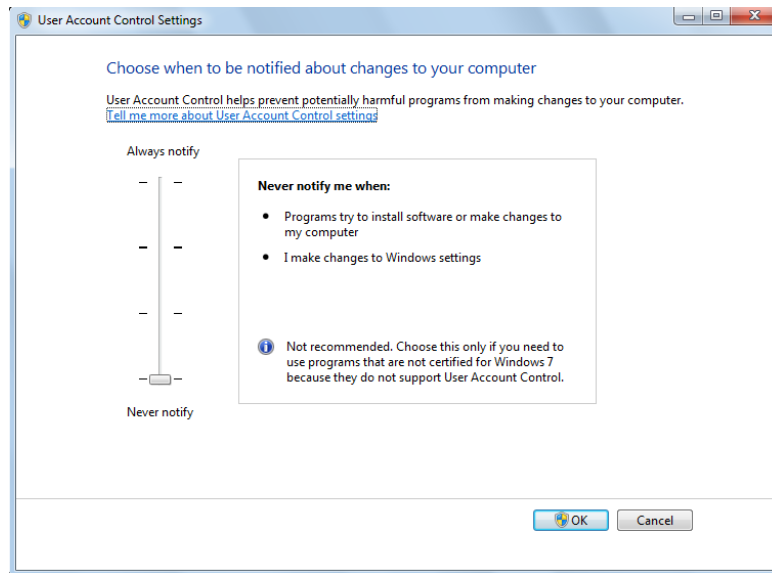 User Account Control Settings
Choose when to be notified about changes to your computer
User Account Control helps prevent potentially harmful programs from making changes to your computer.
Tell me more about User Account Control settings
Always notify
Never notify me when:
• Programs try to install software or make changes to
my computer
• I make changes to Windows settings
Not recommended. Choose this only if you need to
use programs that are not certified for Windows 7
because they do not support User Account Control.
Never notify
OK
Cancel